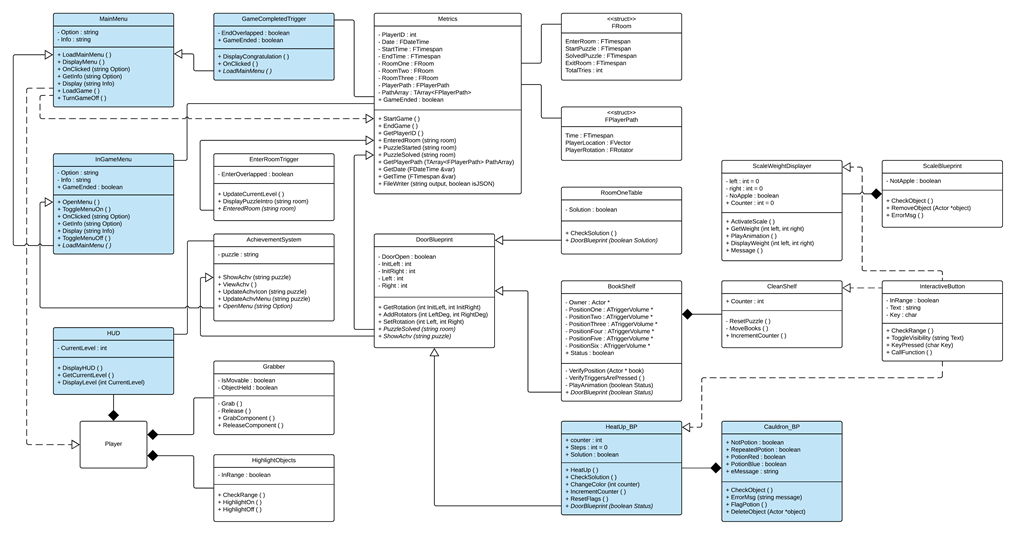 MainMenu
- Option : string
- Info : string
+ LoadMainMenu ( )
+ DisplayMenu ( )
+ OnClicked (string Option)
+ GetInfo (string Option)
+ Display (string Info)
+ LoadGame ( )
+ TurnGameOff ( )
GameCompletedTrigger
- EndOverlapped : boolean
+ GameEnded : boolean
+ DisplayCongratulation ( )
+ OnClicked ( )
+ LoadMainMenu ( )
Metrics
- PlayerID : int
- Date : FDateTime
- StartTime : FTimespan
- EndTime : FTimespan
- RoomOne : FRoom
- RoomTwo : FRoom
- RoomThree : FRoom
- PlayerPath : FPlayerPath
- PathArray : TArray<FPlayerPath>
+ GameEnded : boolean
+ StartGame ( )
+ EndGame ( )
+ GetPlayerID ( )
+ EnteredRoom (string room)
+ PuzzleStarted (string room)
+ PuzzleSolved (string room)
+ GetPlayerPath (TArray<FPlayerPath> PathArray)
+ GetDate (FDateTime &var)
+ GetTime (FTimespan &var)
+ FileWriter (string output, boolean isJSON)
<<struct>>
FRoom
EnterRoom : FTimespan
StartPuzzle : FTimespan
SolvedPuzzle : FTimespan
ExitRoom : FTimespan
TotalTries : int
<<struct>>
FPlayerPath
Time : FTimespan
PlayerLocation : FVector
PlayerRotation : FRotator
InGameMenu
- Option : string
- Info : string
+ GameEnded : boolean
+ OpenMenu ( )
+ ToggleMenuOn ( )
+ OnClicked (string Option)
+ GetInfo (string Option)
+ Display (string Info)
+ ToggleMenuOff ( )
+ LoadMainMenu ( )
EnterRoomTrigger
- EnterOverlapped : boolean
+ UpdateCurrentLevel ( )
+ DisplayPuzzleIntro (string room)
+ EnteredRoom (string room)
AchievementSystem
- puzzle : string
+ ShowAchv (string puzzle)
+ ViewAchv ( )
+ UpdateAchvIcon (string puzzle)
+ UpdateAchvMenu (string puzzle)
+ OpenMenu (string Option)
DoorBlueprint
- DoorOpen : boolean
- InitLeft : int
- InitRight : int
- Left : int
- Right : int
+ GetRotation (int InitLeft, int InitRight)
+ AddRotators (int LeftDeg, int RightDeg)
+ SetRotation (int Left, int Right)
+ PuzzleSolved (string room)
+ ShowAchv (string puzzle)
RoomOneTable
- Solution : boolean
+ CheckSolution ( )
+ DoorBlueprint (boolean Solution)
ScaleWeightDisplayer
- left : int = 0
- right : int = 0
- NoApple : boolean
+ Counter : int = 0
+ ActivateScale ( )
+ GetWeight (int left, int right)
+ PlayAnimation ( )
+ DisplayWeight (int left, int right)
+ Message ( )
ScaleBlueprint
- NotApple : boolean
+ CheckObject ( )
+ RemoveObject (Actor *object)
+ ErrorMsg ( )
BookShelf
- Owner : Actor *
- PositionOne : ATriggerVolume *
- PositionTwo : ATriggerVolume *
- PositionThree : ATriggerVolume *
- PositionFour : ATriggerVolume *
- PositionFive : ATriggerVolume *
- PositionSix : ATriggerVolume *
+ Status : boolean
- VerifyPosition (Actor * book)
- VerifyTriggersArePressed ( )
- PlayAnimation (boolean Status)
+ DoorBlueprint (boolean Status)
CleanShelf
+ Counter : int
- ResetPuzzle ( )
- MoveBooks ( )
+ IncrementCounter ( )
InteractiveButton
- InRange : boolean
- Text : string
- Key : char
+ CheckRange ( )
+ ToggleVisibility (string Text)
+ KeyPressed (char Key)
+ CallFunction ( )
HUD
- CurrentLevel : int
+ DisplayHUD ( )
+ GetCurrentLevel ( )
+ DisplayLevel (int CurrentLevel)
Grabber
- IsMovable : boolean
- ObjectHeld : boolean
- Grab ( )
- Release ( )
+ GrabComponent ( )
+ ReleaseComponent ( )
Player
HighlightObjects
- InRange : boolean
+ CheckRange ( )
+ HighlightOn ( )
+ HighlightOff ( )
HeatUp_BP
+ counter : int
+ Steps : int = 0
+ Solution : boolean
+ HeatUp ( )
+ CheckSolution ( )
+ ChangeColor (int counter)
+ IncrementCounter ( )
+ ResetFlags ( )
+ DoorBlueprint (boolean Status)
Cauldron_BP
+ NotPotion : boolean
+ RepeatedPotion : boolean
+ PotionRed : boolean
+ PotionBlue : boolean
+ eMessage : string
+ CheckObject ( )
+ ErrorMsg (string message)
+ FlagPotion ( )
+ DeleteObject (Actor *object)